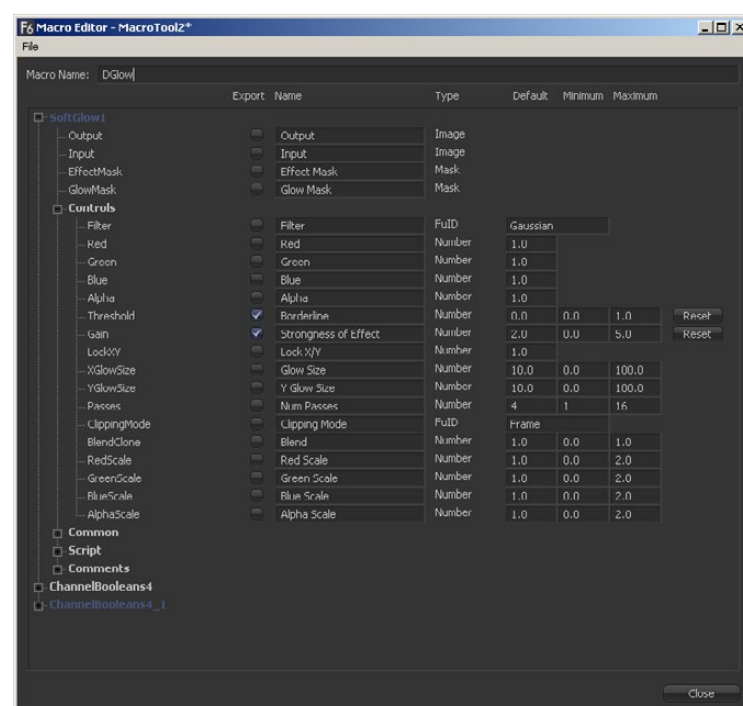 F6 Macro Editor - MacroTool2*
File
Macro Name: DGlow
Export Name Type Default Minimum Maximum
SoftGlow1
Output Output Image
Input Input Image
EffectMask Effect Mask Mask
GlowMask Glow Mask Mask
Controls
Filter Filter FuID Gaussian
Red Red Number 1.0
Green Green Number 1.0
Blue Blue Number 1.0
Alpha Alpha Number 1.0
Threshold Borderline Number 0.0 0.0 1.0 Reset
Gain Strongness of Effect Number 2.0 0.0 5.0 Reset
LockXY Lock X/Y Number 1.0
XGlowSize Glow Size Number 10.0 0.0 100.0
YGlowSize Y Glow Size Number 10.0 0.0 100.0
Passes Num Passes Number 4 1 16
ClippingMode Clipping Mode FuID Frame
BlendClone Blend Number 1.0 0.0 1.0
RedScale Red Scale Number 1.0 0.0 2.0
GreenScale Green Scale Number 1.0 0.0 2.0
BlueScale Blue Scale Number 1.0 0.0 2.0
AlphaScale Alpha Scale Number 1.0 0.0 2.0
Common
Script
Comments
ChannelBooleans4
ChannelBooleans4_1
Close